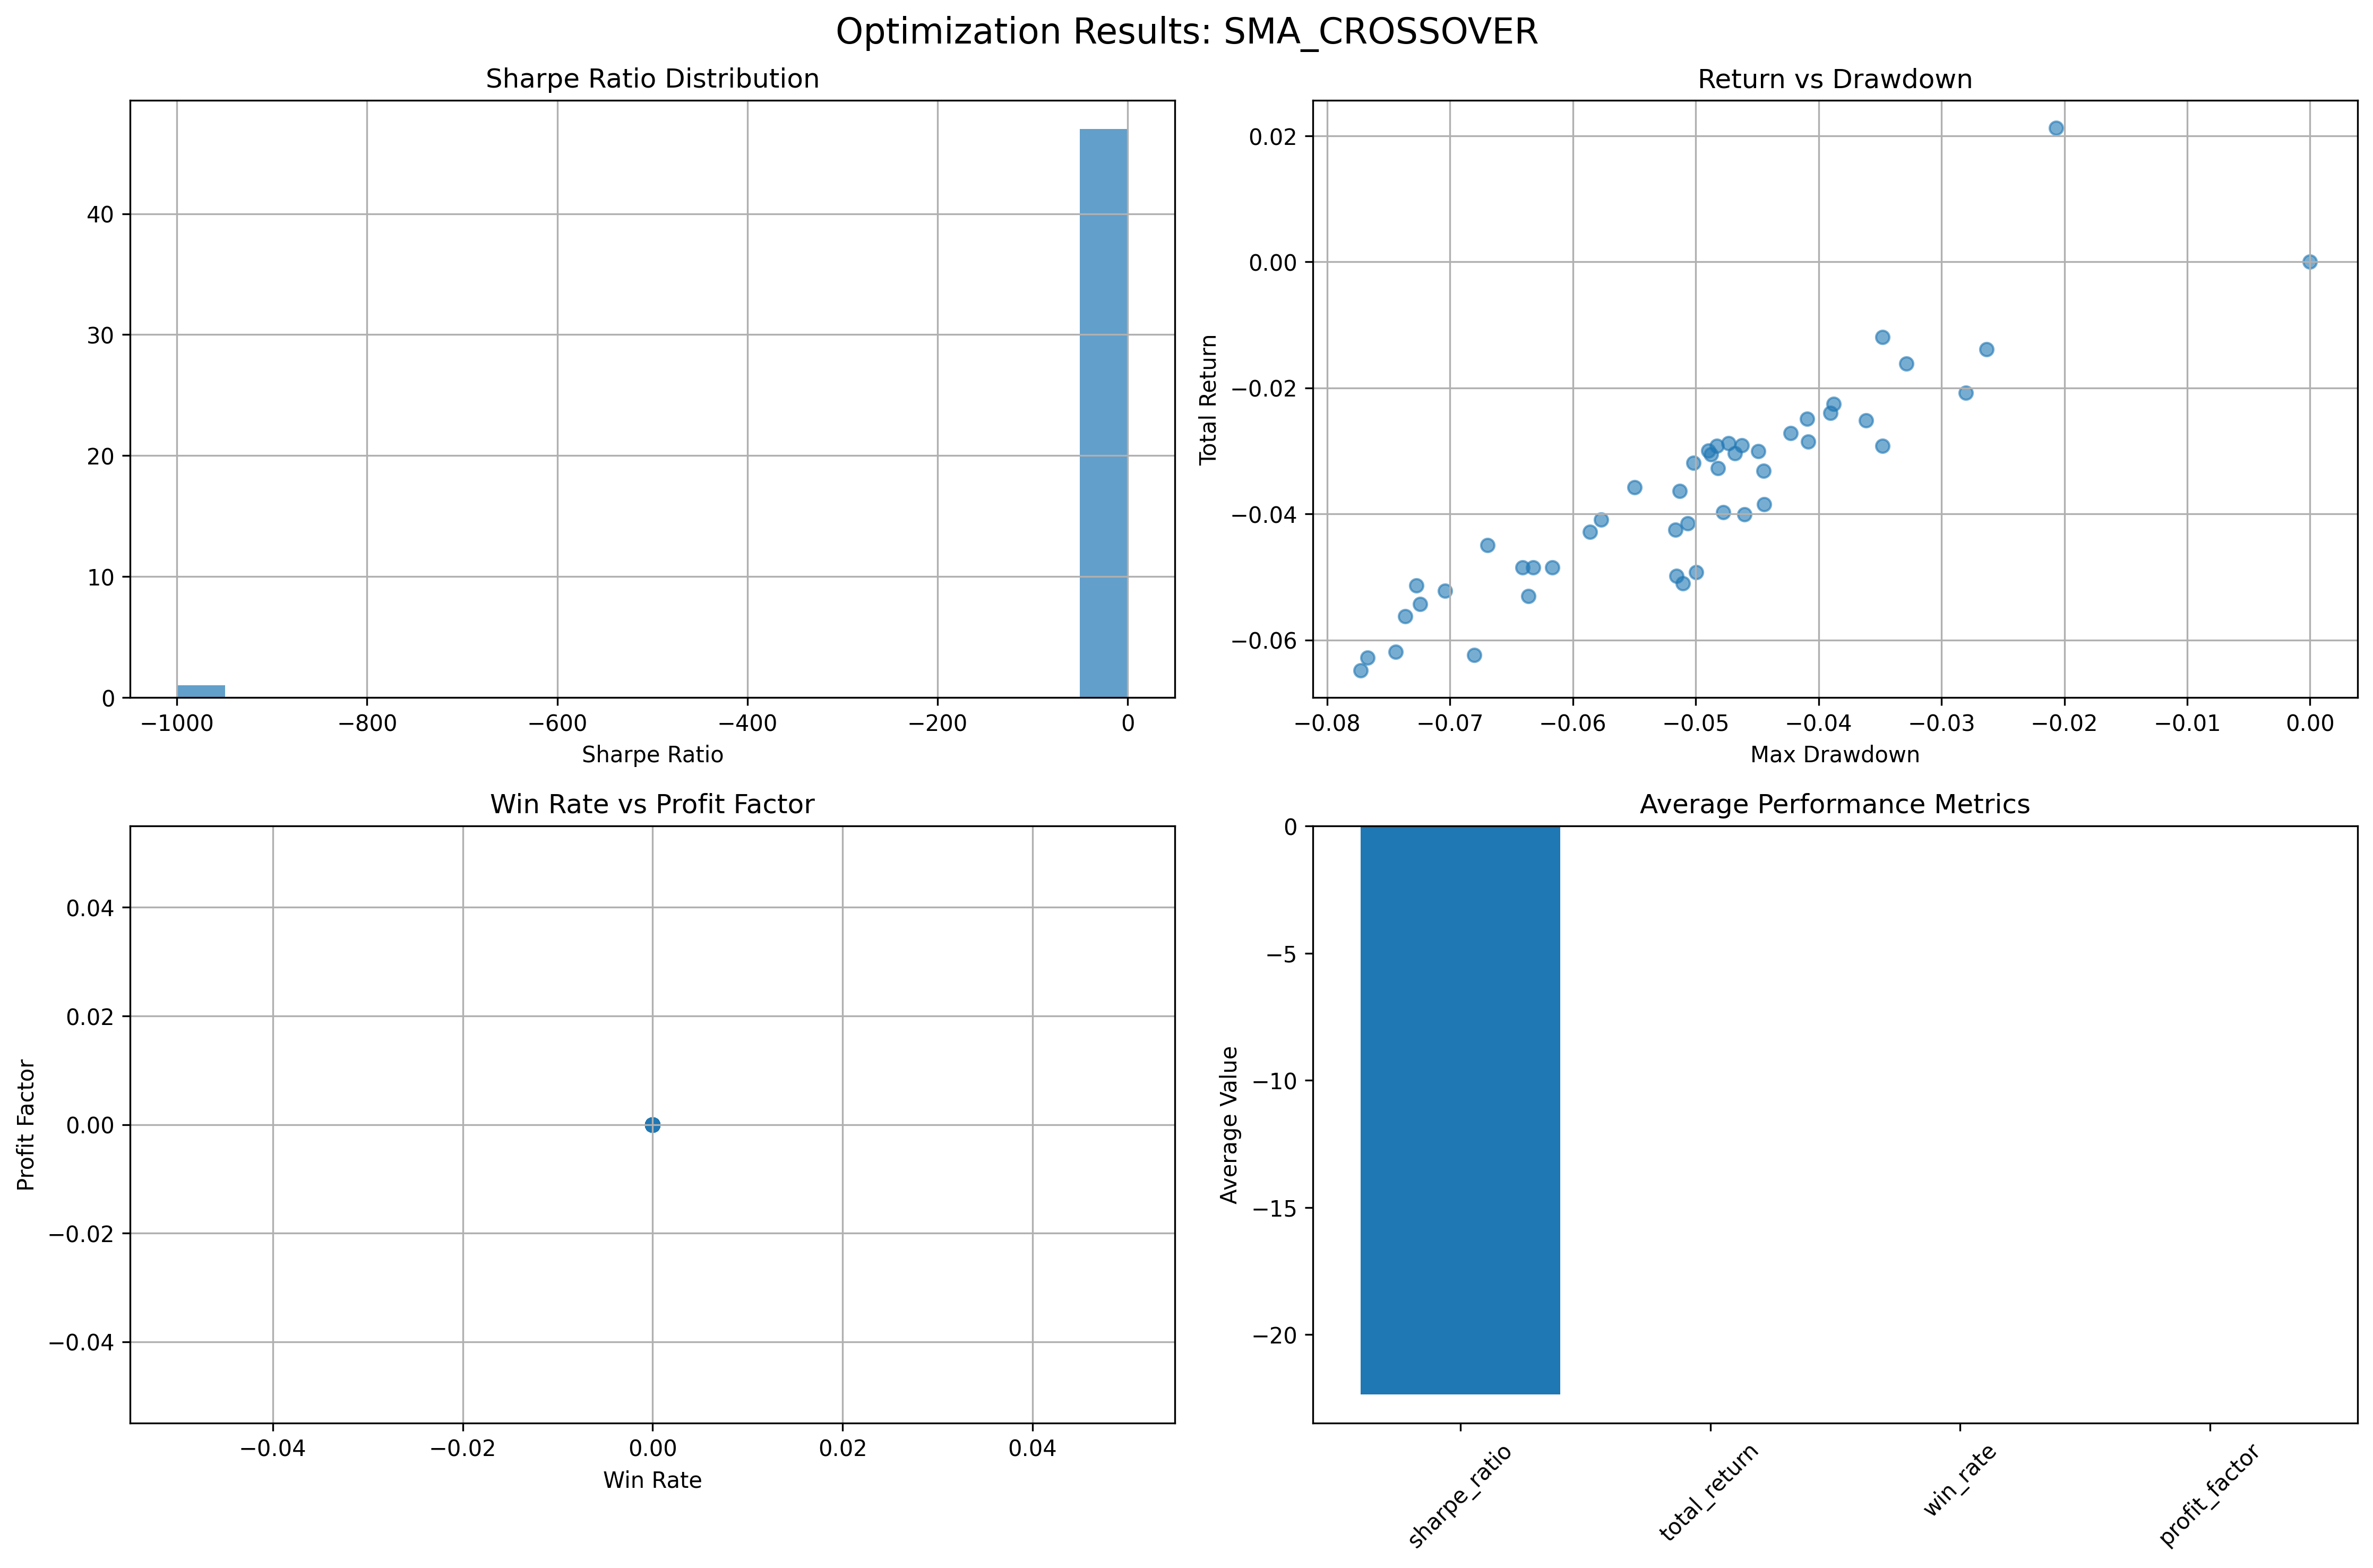 Optimization Results: SMA_CROSSOVER
Sharpe Ratio Distribution
40
30
20
10
0
−1000 −800 −600 −400 −200 0
Sharpe Ratio
Return vs Drawdown
Total Return
0.02
0.00
−0.02
−0.04
−0.06
−0.08 −0.07 −0.06 −0.05 −0.04 −0.03 −0.02 −0.01 0.00
Max Drawdown
Win Rate vs Profit Factor
Profit Factor
0.04
0.02
0.00
−0.02
−0.04
−0.04 −0.02 0.00 0.02 0.04
Win Rate
Average Performance Metrics
Average Value
0
−5
−10
−15
−20
sharpe_ratio
total_return
win_rate
profit_factor